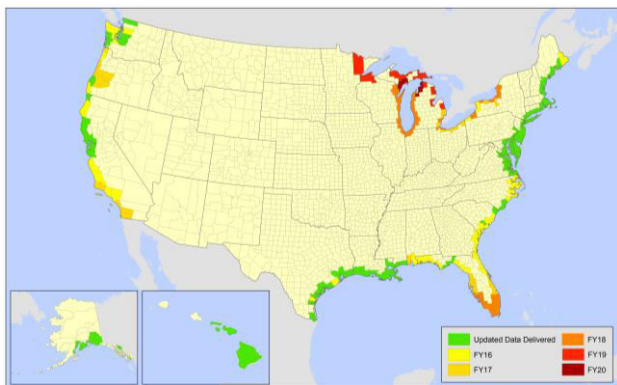 Updated Data Delivered
FY16
FY17
FY18
FY19
FY20